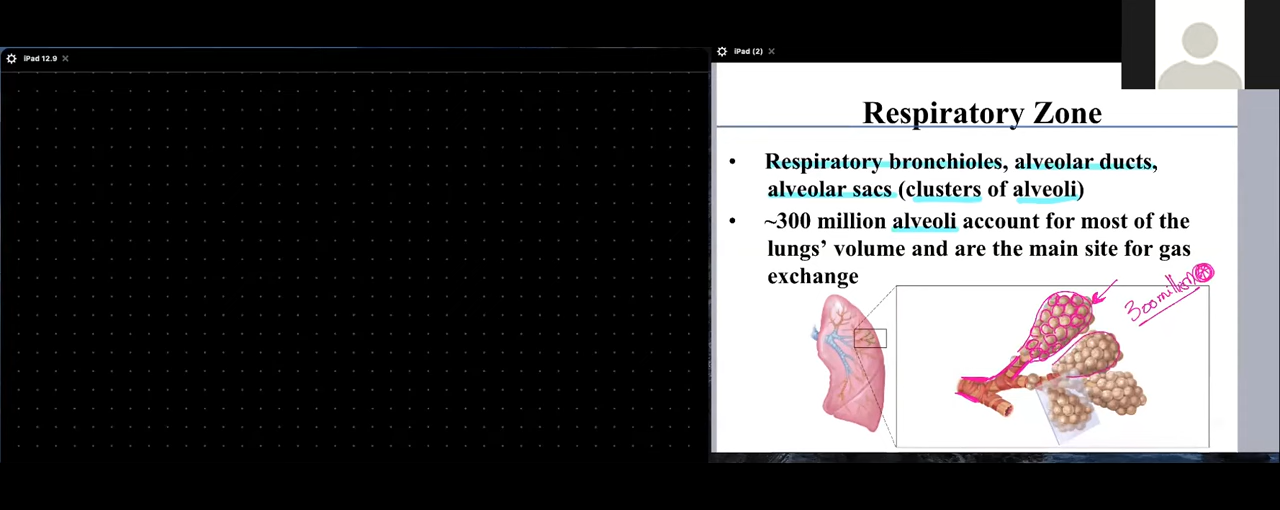 iPad 12.9
iPad (2)
Respiratory Zone
• Respiratory bronchioles, alveolar ducts,
alveolar sacs (clusters of alveoli)
• ~300 million alveoli account for most of the
lungs’ volume and are the main site for gas
exchange
300 million